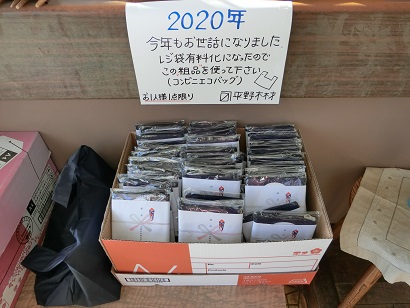 2020年
今年もお世話になりました
レジ袋有料化になったので
この粗品を使って下さい
(コンビニエコバッグ)
お1人様1点限り
平野木材